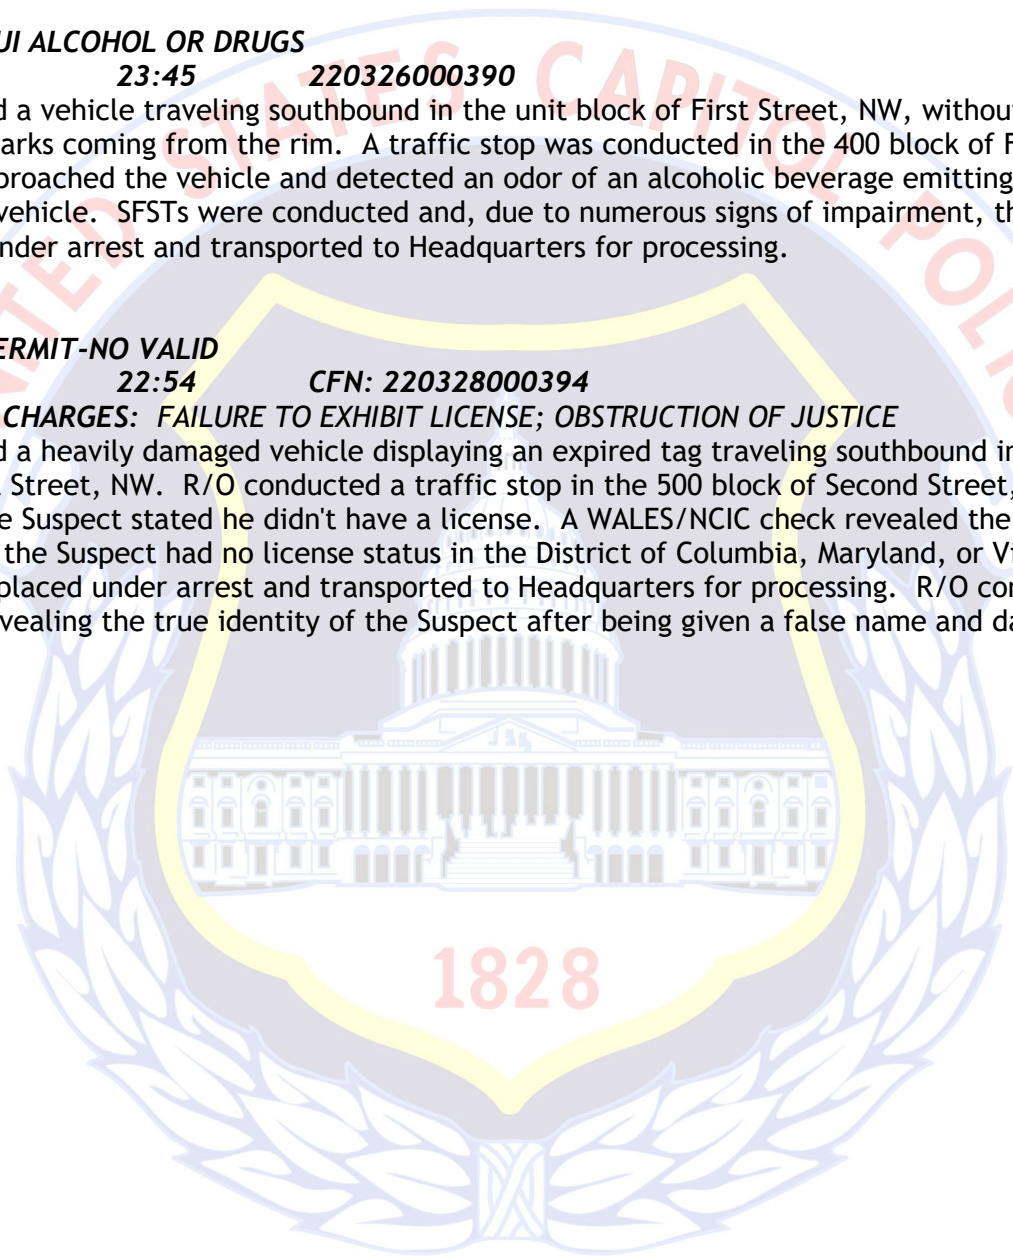 UI ALCOHOL OR DRUGS
23:45 220326000390
d a vehicle traveling southbound in the unit block of First Street, NW, without
arks coming from the rim. A traffic stop was conducted in the 400 block of F
proached the vehicle and detected an odor of an alcoholic beverage emitting
vehicle. SFSTs were conducted and, due to numerous signs of impairment, th
nder arrest and transported to Headquarters for processing.
ERMIT-NO VALID
22:54 CFN: 220328000394
CHARGES: FAILURE TO EXHIBIT LICENSE; OBSTRUCTION OF JUSTICE
d a heavily damaged vehicle displaying an expired tag traveling southbound in
Street, NW. R/O conducted a traffic stop in the 500 block of Second Street,
e Suspect stated he didn't have a license. A WALES/NCIC check revealed the
the Suspect had no license status in the District of Columbia, Maryland, or Vi
placed under arrest and transported to Headquarters for processing. R/O con
vealing the true identity of the Suspect after being given a false name and da
ITED STATES CAPITOL POLIC
1828